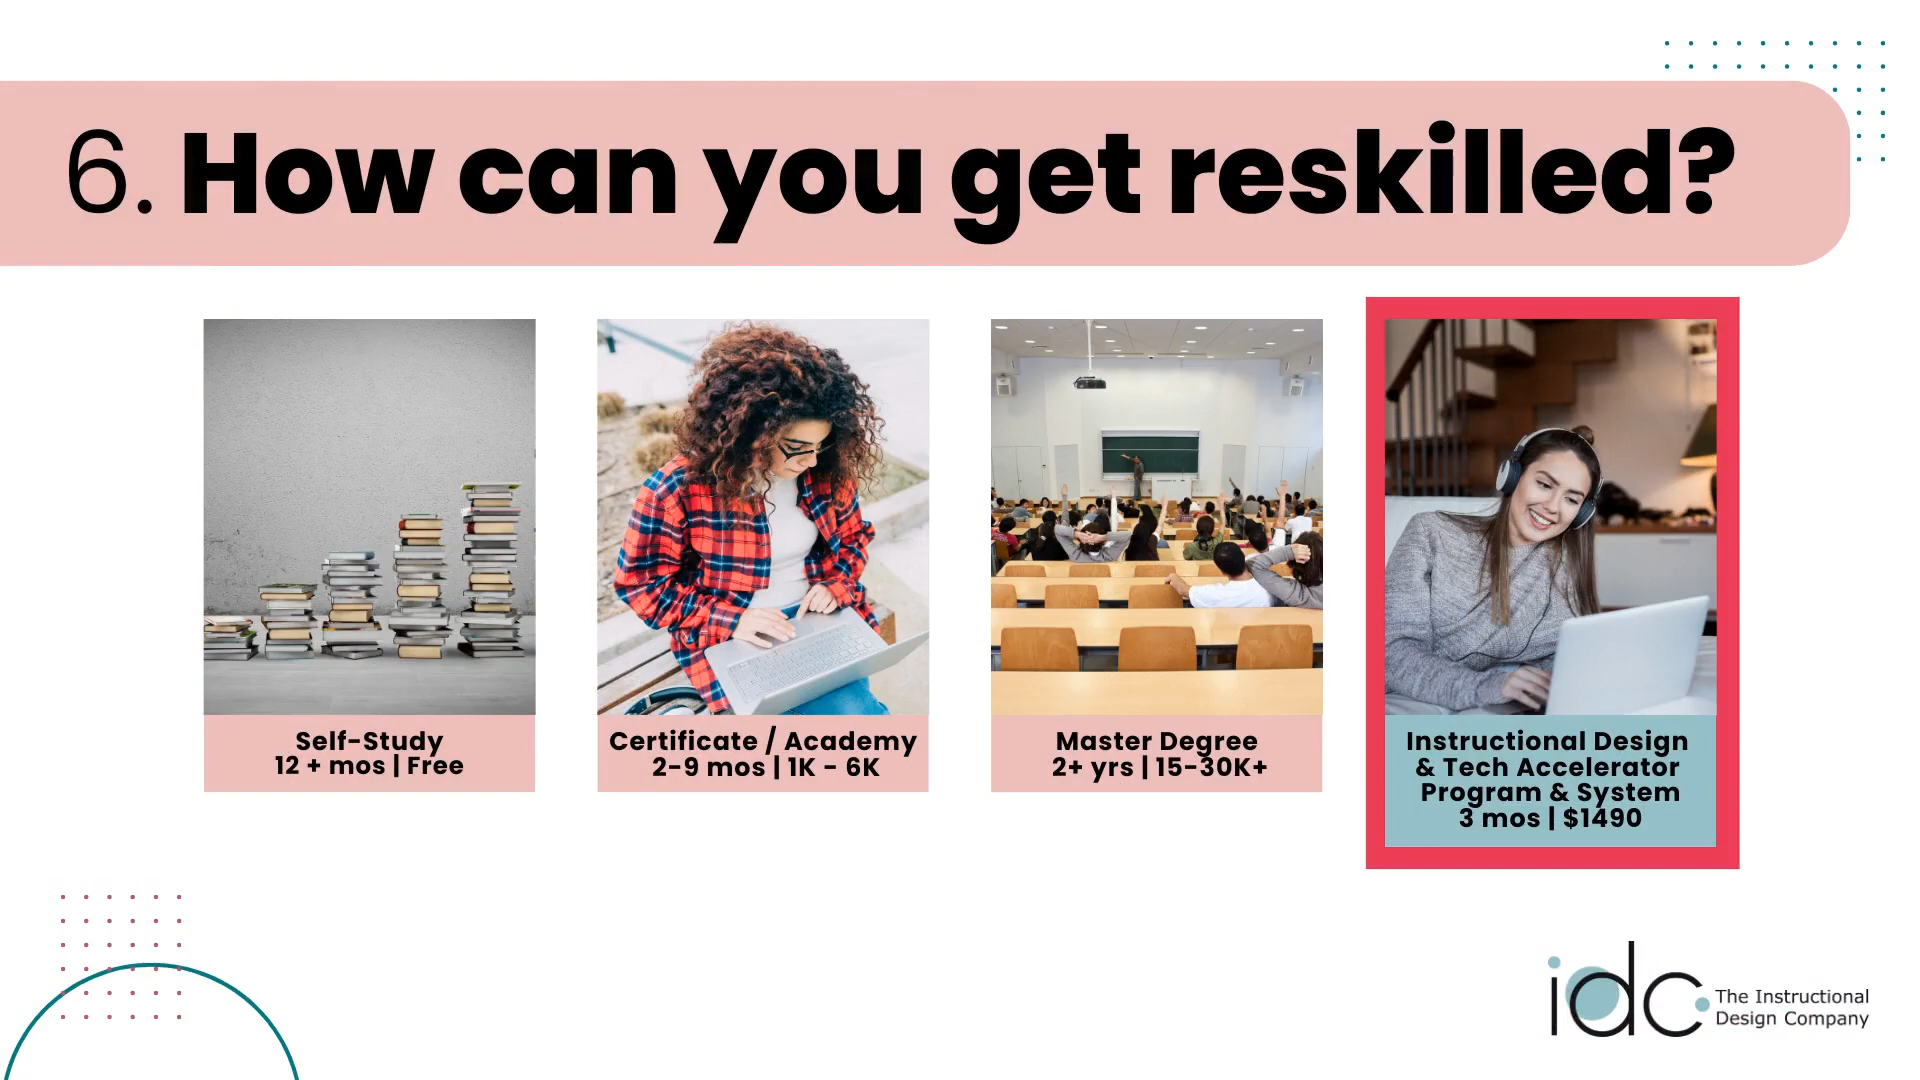 6. How can you get reskilled?
Self-Study
12 + mos | Free
Certificate / Academy
2-9 mos | 1K - 6K
Master Degree
2+ yrs | 15-30K+
Instructional Design
& Tech Accelerator
Program & System
3 mos | $1490
idc
The Instructional
Design Company